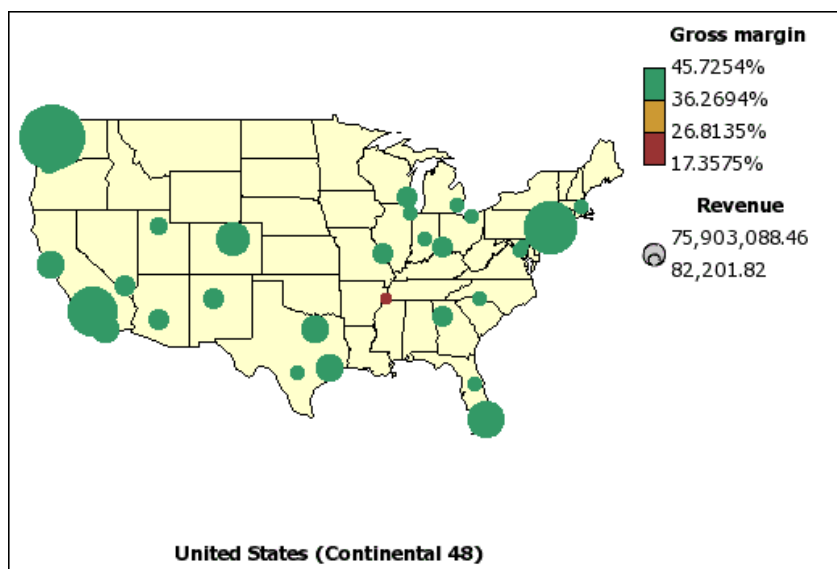 Gross margin
45.7254%
36.2694%
26.8135%
17.3575%
Revenue
75,903,088.46
82,201.82
United States (Continental 48)